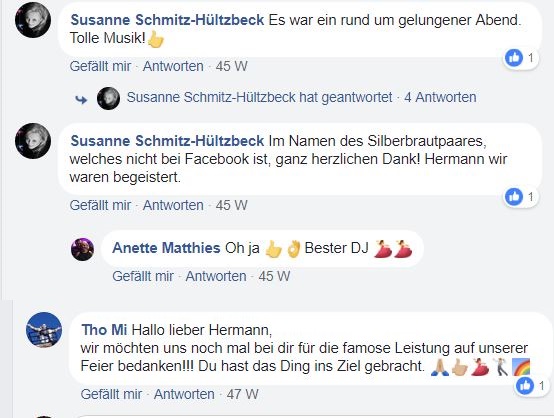 Susanne Schmitz-Hültzbeck Es war ein rund um gelungener Abend.
Tolle Musik!👍
1
Gefällt mir · Antworten · 45 W
Susanne Schmitz-Hültzbeck hat geantwortet · 4 Antworten
Susanne Schmitz-Hültzbeck Im Namen des Silberbrautpaares,
welches nicht bei Facebook ist, ganz herzlichen Dank! Hermann wir
waren begeistert.
1
Gefällt mir · Antworten · 45 W
Anette Matthies Oh ja 👍👌Bester DJ 💃💃
Gefällt mir · Antworten · 45 W
Tho Mi Hallo lieber Hermann,
wir möchten uns noch mal bei dir für die famose Leistung auf unserer
Feier bedanken!!! Du hast das Ding ins Ziel gebracht. 🙏🏼👍🏼💃🕺🌈
1
Gefällt mir · Antworten · 47 W